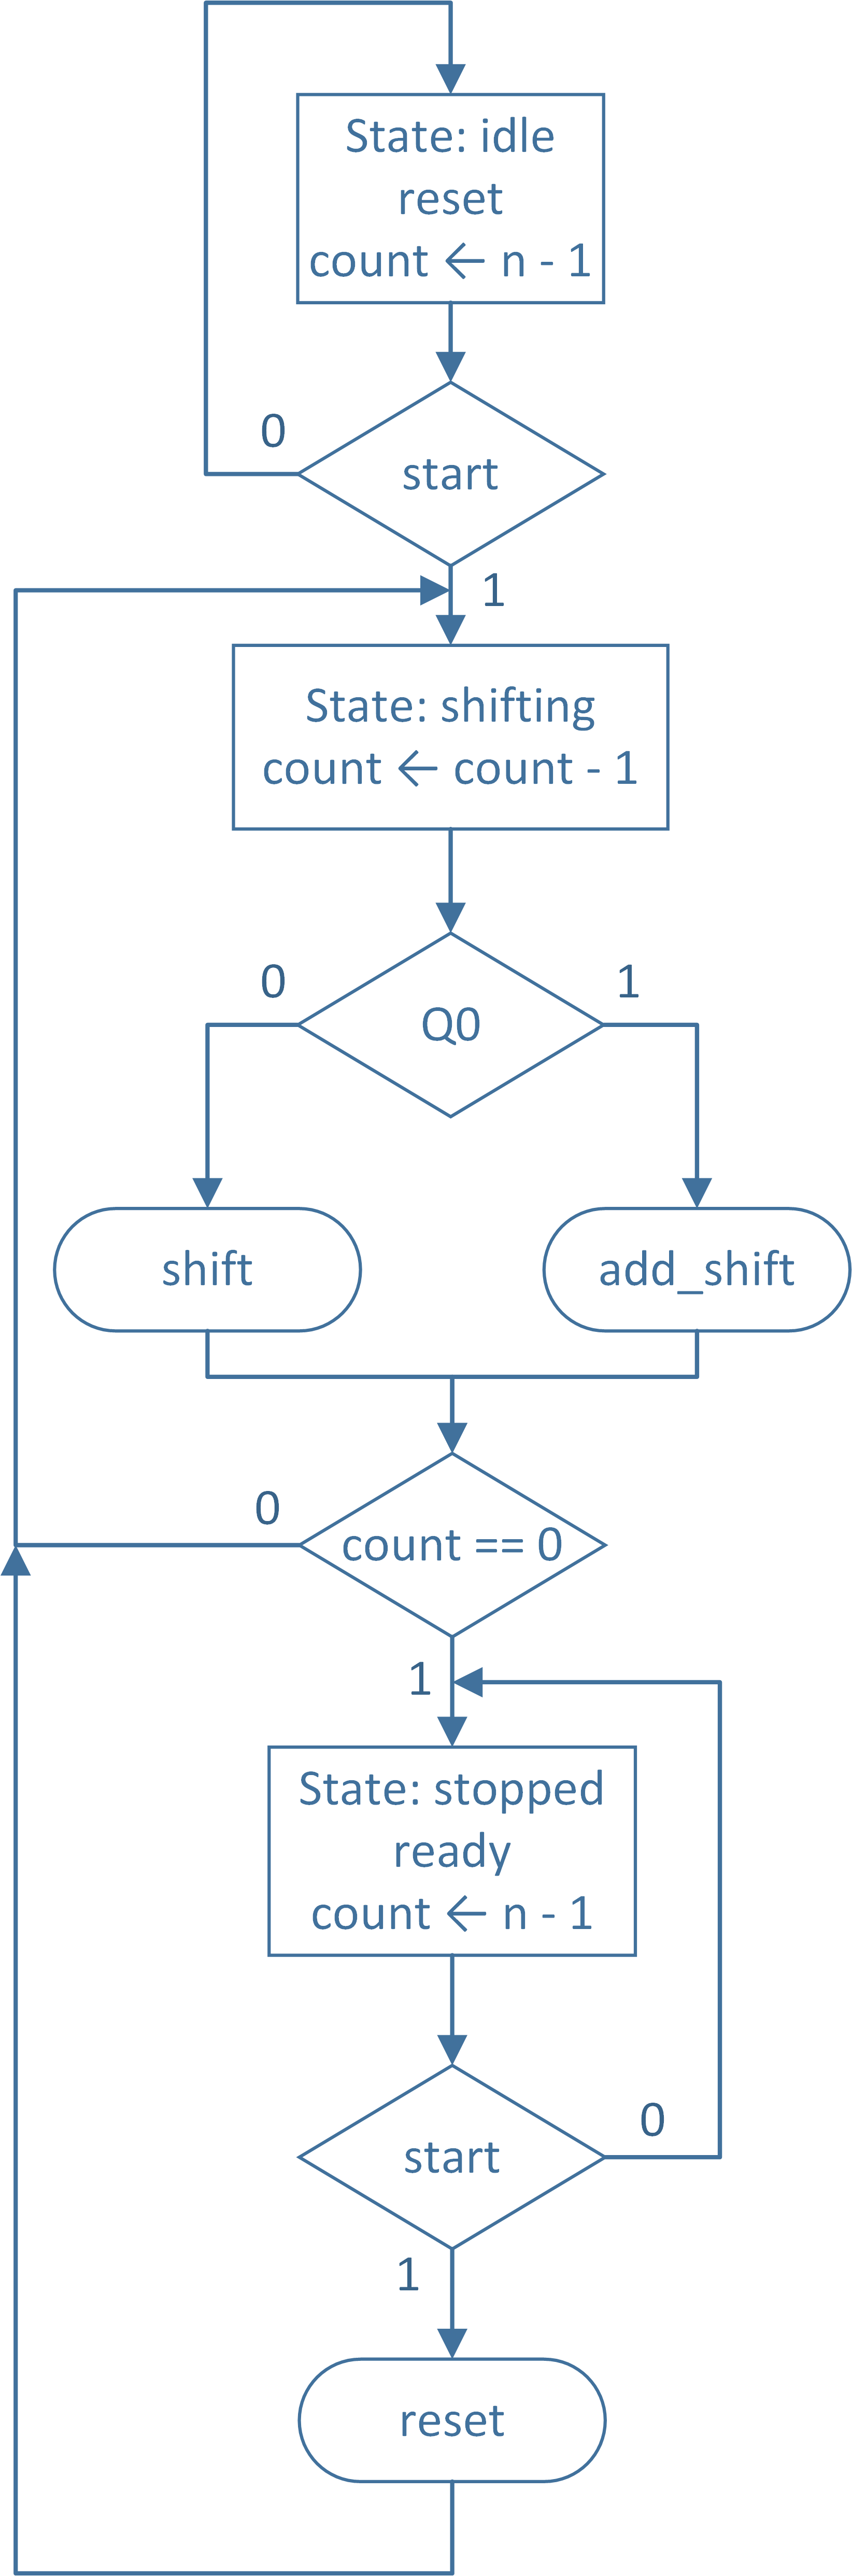 State: idle
reset
count ← n - 1
0
start
1
State: shifting
count ← count - 1
0
1
Q0
shift
add_shift
0
count == 0
1
State: stopped
ready
count ← n - 1
0
start
1
reset